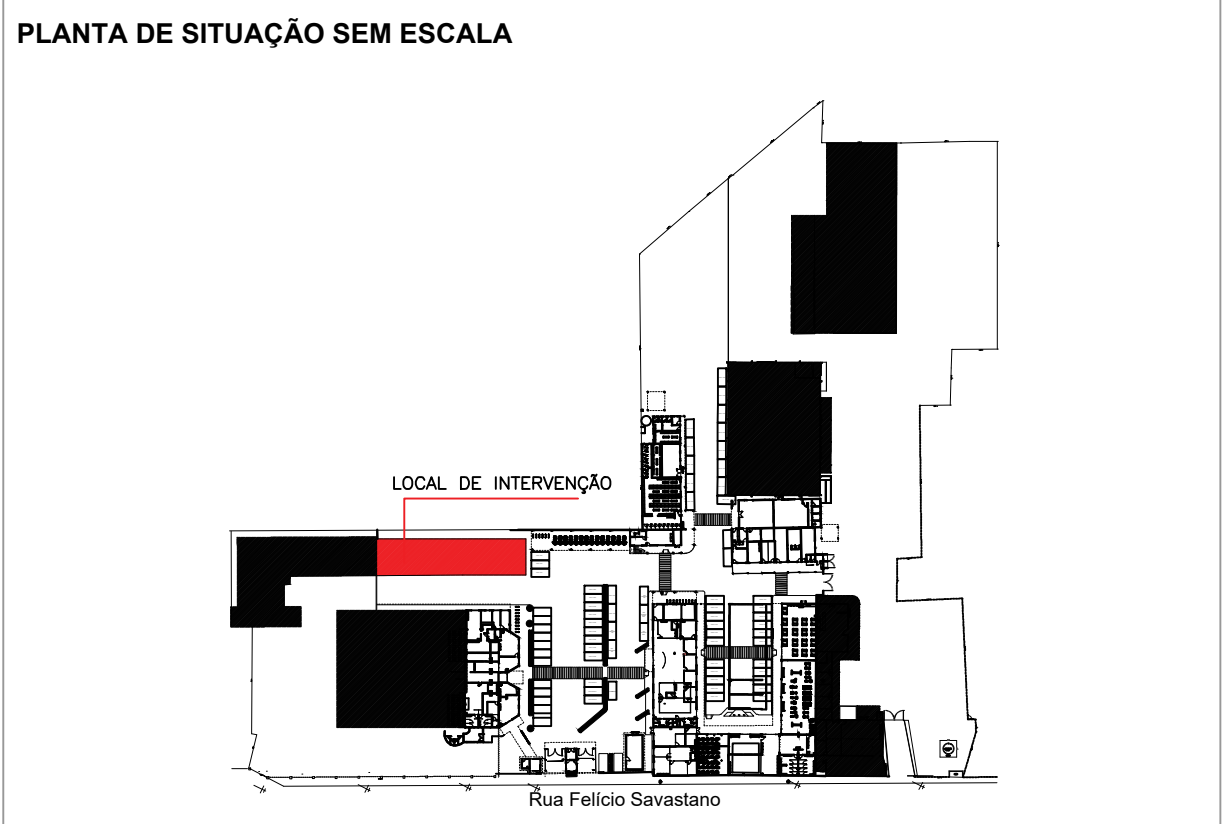 PLANTA DE SITUAÇÃO SEM ESCALA
LOCAL DE INTERVENÇÃO
Rua Felício Savastano